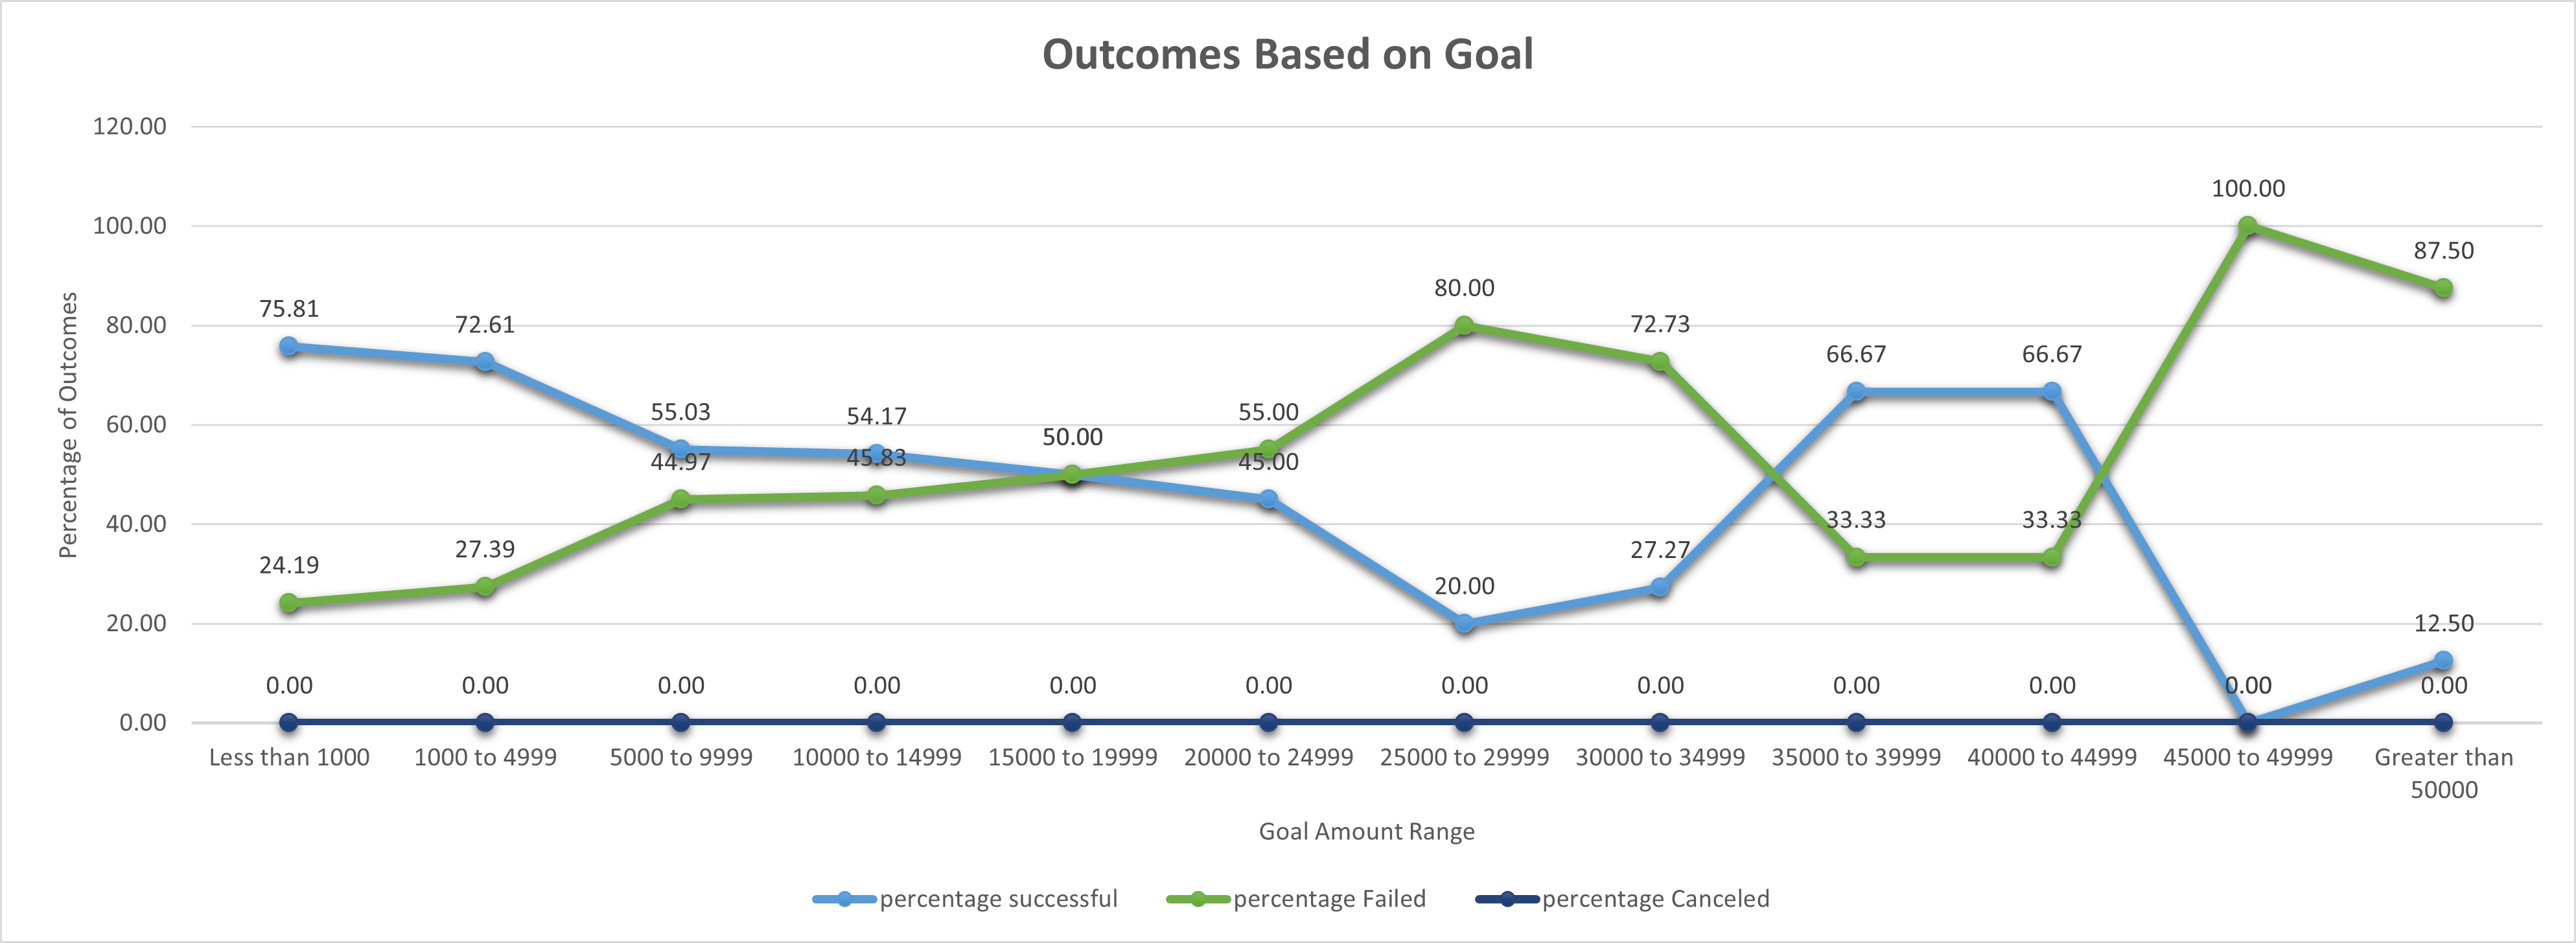 Outcomes Based on Goal
120.00
100.00
80.00
60.00
40.00
20.00
0.00
Percentage of Outcomes
75.81 72.61 55.03 54.17 50.00 45.00 20.00 27.27 66.67 66.67 0.00 12.50
24.19 27.39 44.97 45.83 50.00 55.00 80.00 72.73 33.33 33.33 100.00 87.50
0.00 0.00 0.00 0.00 0.00 0.00 0.00 0.00 0.00 0.00 0.00 0.00
Less than 1000 1000 to 4999 5000 to 9999 10000 to 14999 15000 to 19999 20000 to 24999 25000 to 29999 30000 to 34999 35000 to 39999 40000 to 44999 45000 to 49999 Greater than
50000
Goal Amount Range
percentage successful percentage Failed percentage Canceled